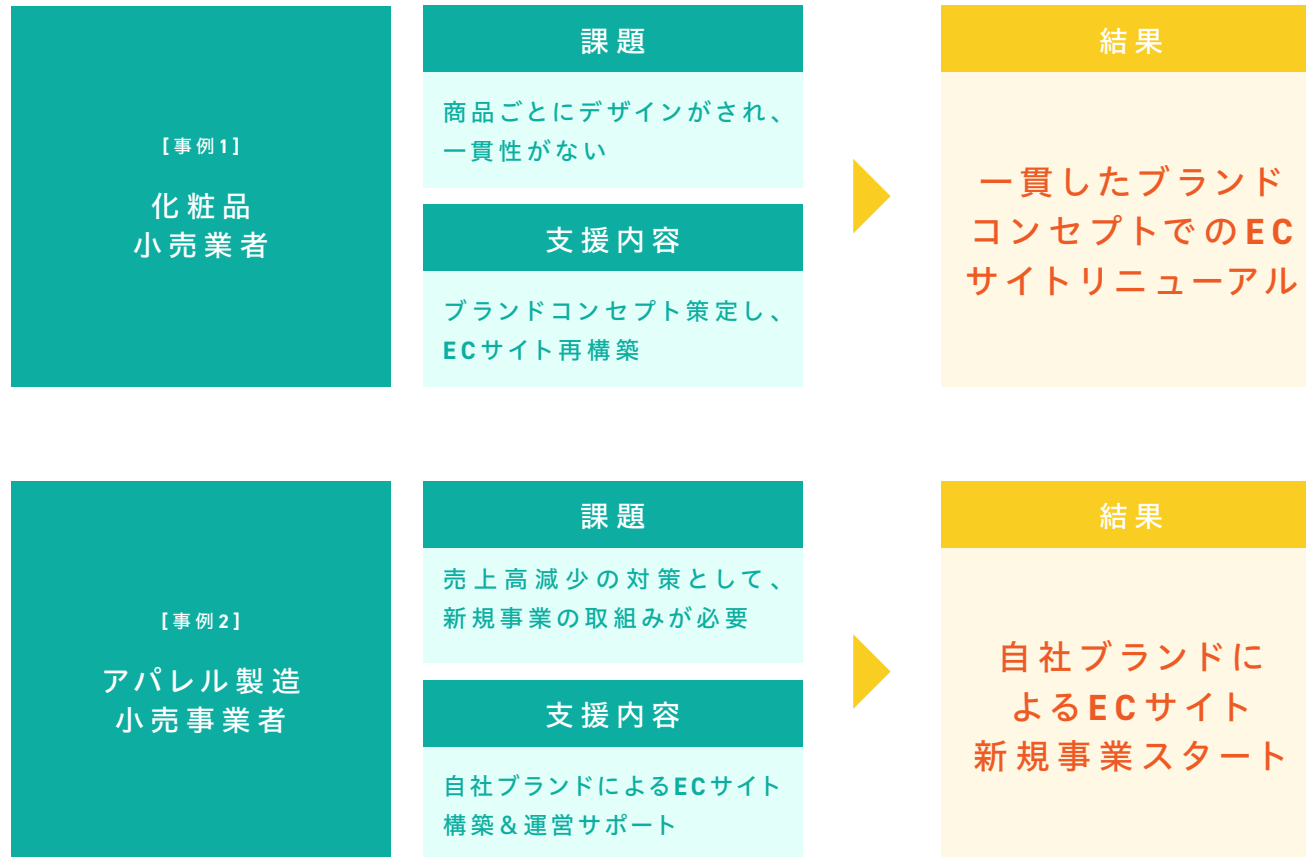 [事例1]
化粧品
小売業者
課題
商品ごとにデザインがされ、
一貫性がない
支援内容
ブランドコンセプト策定し、
ECサイト再構築
結果
一貫したブランド
コンセプトでのEC
サイトリニューアル
[事例2]
アパレル製造
小売事業者
課題
売上高減少の対策として、
新規事業の取組みが必要
支援内容
自社ブランドによるECサイト
構築&運営サポート
結果
自社ブランドに
よるECサイト
新規事業スタート